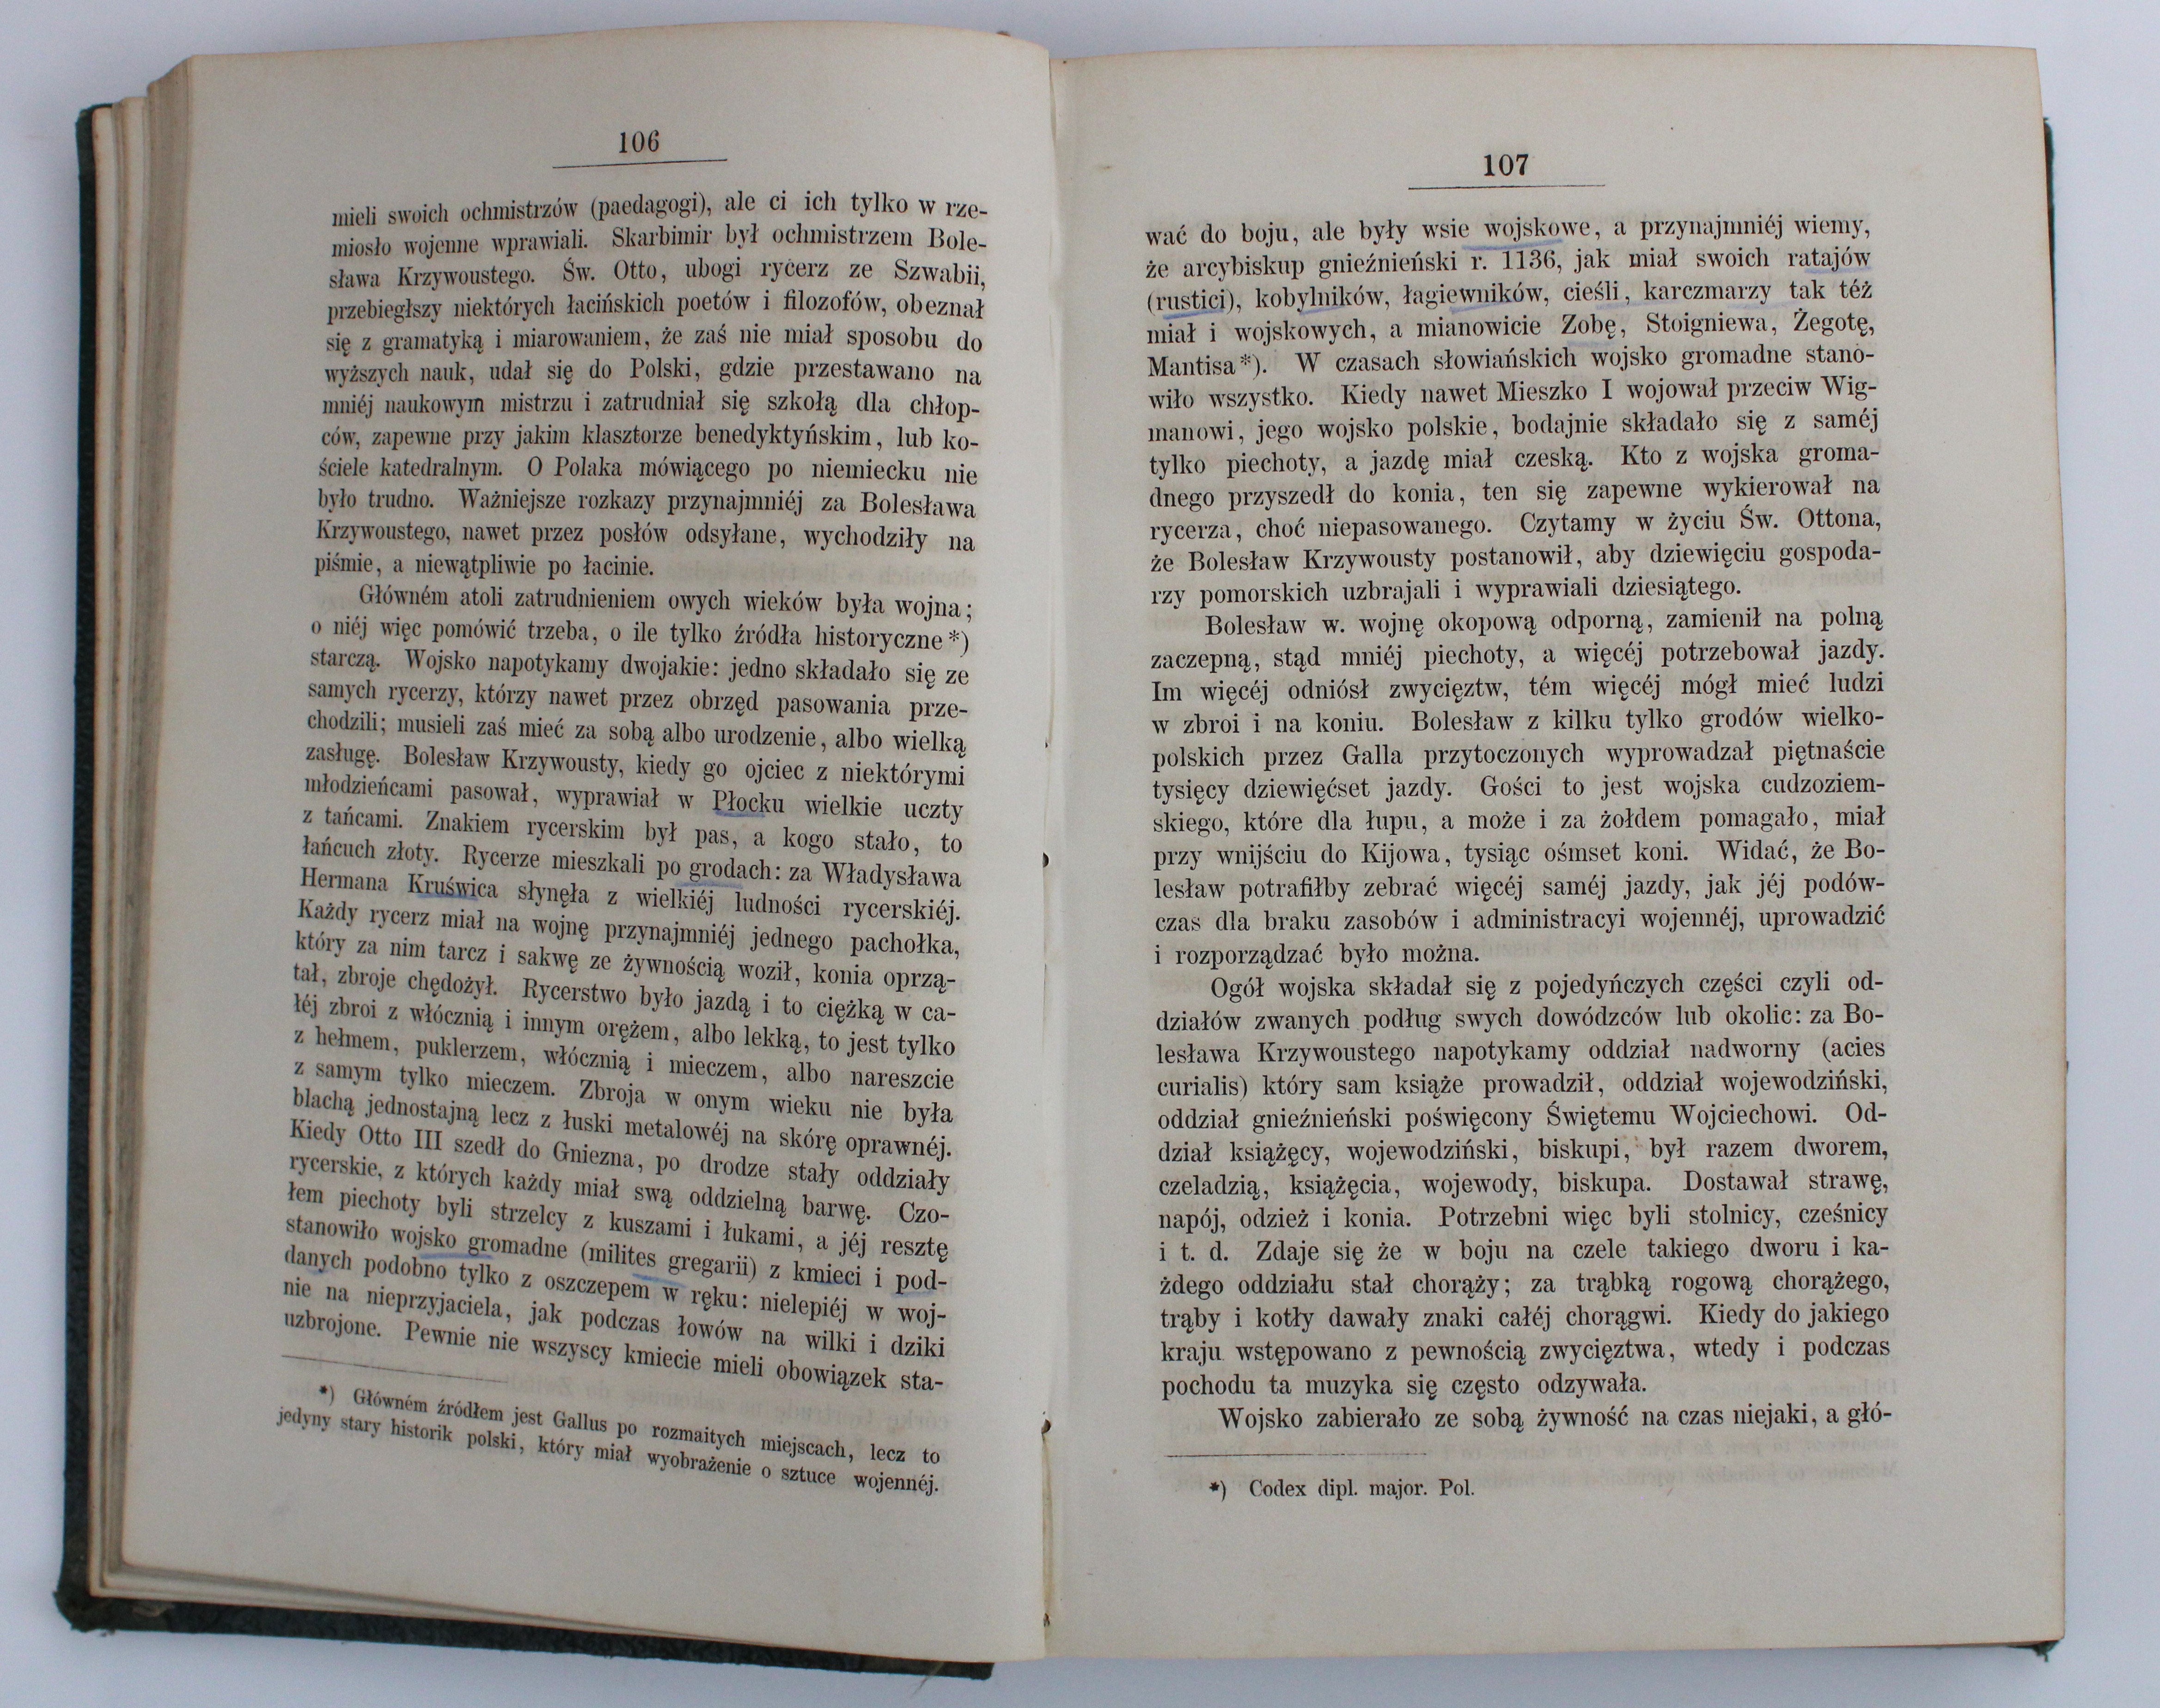 106
mieli swoich ochmistrzów (paedagogi), ale ci ich tylko w rze-
miosło wojenne wprawiali. Skarbimir był ochmistrzem Bole-
sława Krzywoustego. Św. Otto, ubogi rycerz ze Szwabii,
przebiegłszy niektórych łacińskich poetów i filozofów, obeznał
się z gramatyką i miarowaniem, że zaś nie miał sposobu do
wyższych nauk, udał się do Polski, gdzie przestawano na
mniéj naukowym mistrzu i zatrudniał się szkołą dla chłop-
ców, zapewne przy jakim klasztorze benedyktyńskim, lub ko-
ściele katedralnym. O Polaka mówiącego po niemiecku nie
było trudno. Ważniejsze rozkazy przynajmniéj za Bolesława
Krzywoustego, nawet przez posłów odsyłane, wychodziły na
piśmie, a niewątpliwie po łacinie.
Główném atoli zatrudnieniem owych wieków była wojna;
o niéj więc pomówić trzeba, o ile tylko źródła historyczne*)
starczą. Wojsko napotykamy dwojakie: jedno składało się ze
samych rycerzy, którzy nawet przez obrzęd pasowania prze-
chodzili; musieli zaś mieć za sobą albo urodzenie, albo wielką
zasługę. Bolesław Krzywousty, kiedy go ojciec z niektórymi
młodzieńcami pasował, wyprawiał w Płocku wielkie uczty
z tańcami. Znakiem rycerskim był pas, a kogo stało, to
łańcuch złoty. Rycerze mieszkali po grodach: za Władysława
Hermana Kruświca słynęła z wielkiéj ludności rycerskiéj.
Każdy rycerz miał na wojnę przynajmniéj jednego pachołka,
który za nim tarcz i sakwę ze żywnością woził, konia oprzą-
tał, zbroje chędożył. Rycerstwo było jazdą i to ciężką w ca-
łéj zbroi z włócznią i innym orężem, albo lekką, to jest tylko
z hełmem, puklerzem, włócznią i mieczem, albo nareszcie
z samym tylko mieczem. Zbroja w onym wieku nie była
blachą jednostajną lecz z łuski metalowéj na skórę oprawnéj.
Kiedy Otto III szedł do Gniezna, po drodze stały oddziały
rycerskie, z których każdy miał swą oddzielną barwę. Czo-
łem piechoty byli strzelcy z kuszami i łukami, a jéj resztę
stanowiło wojsko gromadne (milites gregarii) z kmieci i pod-
danych podobno tylko z oszczepem w ręku: nielepiéj w woj-
nie na nieprzyjaciela, jak podczas łowów na wilki i dziki
uzbrojone. Pewnie nie wszyscy kmiecie mieli obowiązek sta-
*) Główném źródłem jest Gallus po rozmaitych miejscach, lecz to
jedyny stary historik polski, który miał wyobrażenie o sztuce wojennéj.
107
wać do boju, ale były wsie wojskowe, a przynajmniéj wiemy,
że arcybiskup gnieźnieński r. 1136, jak miał swoich ratajów
(rustici), kobylników, łagiewników, cieśli, karczmarzy tak téż
miał i wojskowych, a mianowicie Zobę, Stoigniewa, Żegotę,
Mantisa*). W czasach słowiańskich wojsko gromadne stano-
wiło wszystko. Kiedy nawet Mieszko I wojował przeciw Wig-
manowi, jego wojsko polskie, bodajnie składało się z saméj
tylko piechoty, a jazdę miał czeską. Kto z wojska groma-
dnego przyszedł do konia, ten się zapewne wykierował na
rycerza, choć niepasowanego. Czytamy w życiu Św. Ottona,
że Bolesław Krzywousty postanowił, aby dziewięciu gospoda-
rzy pomorskich uzbrajali i wyprawiali dziesiątego.
Bolesław w. wojnę okopową odporną, zamienił na polną
zaczepną, stąd mniéj piechoty, a więcéj potrzebował jazdy.
Im więcéj odniósł zwycięztw, tém więcéj mógł mieć ludzi
w zbroi i na koniu. Bolesław z kilku tylko grodów wielko-
polskich przez Galla przytoczonych wyprowadzał piętnaście
tysięcy dziewięćset jazdy. Gości to jest wojska cudzoziem-
skiego, które dla łupu, a może i za żołdem pomagało, miał
przy wnijściu do Kijowa, tysiąc ośmset koni. Widać, że Bo-
lesław potrafiłby zebrać więcéj saméj jazdy, jak jéj podów-
czas dla braku zasobów i administracyi wojennéj, uprowadzić
i rozporządzać było można.
Ogół wojska składał się z pojedyńczych części czyli od-
działów zwanych podług swych dowódzców lub okolic: za Bo-
lesława Krzywoustego napotykamy oddział nadworny (acies
curialis) który sam książe prowadził, oddział wojewodziński,
oddział gnieźnieński poświęcony Świętemu Wojciechowi. Od-
dział książęcy, wojewodziński, biskupi, był razem dworem,
czeladzią, książęcia, wojewody, biskupa. Dostawał strawę,
napój, odzież i konia. Potrzebni więc byli stolnicy, cześnicy
i t. d. Zdaje się że w boju na czele takiego dworu i ka-
żdego oddziału stał chorąży; za trąbką rogową chorążego,
trąby i kotły dawały znaki całéj chorągwi. Kiedy do jakiego
kraju wstępowano z pewnością zwycięztwa, wtedy i podczas
pochodu ta muzyka się często odzywała.
Wojsko zabierało ze sobą żywność na czas niejaki, a głó-
*) Codex dipl. major. Pol.